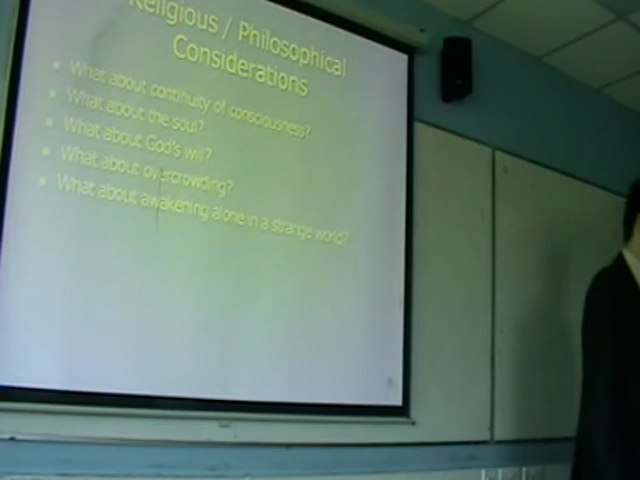 Religious / Philosophical
Considerations
• What about continuity of consciousness?
• What about the soul?
• What about God's will?
• What about overcrowding?
• What about awakening alone in a strange world?